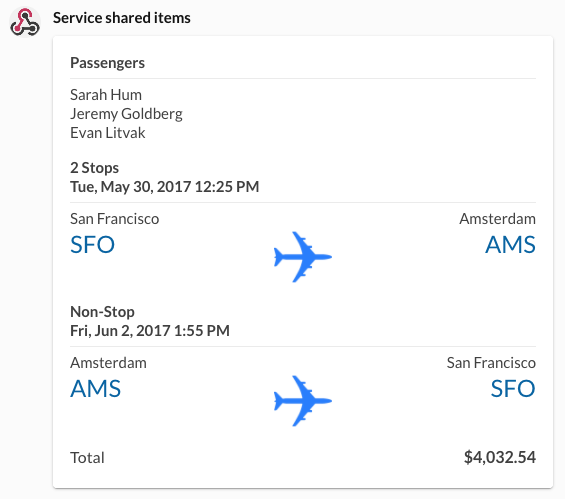 Service shared items
Passengers
Sarah Hum
Jeremy Goldberg
Evan Litvak
2 Stops
Tue, May 30, 2017 12:25 PM
San Francisco Amsterdam
SFO AMS
Non-Stop
Fri, Jun 2, 2017 1:55 PM
Amsterdam San Francisco
AMS SFO
Total $4,032.54